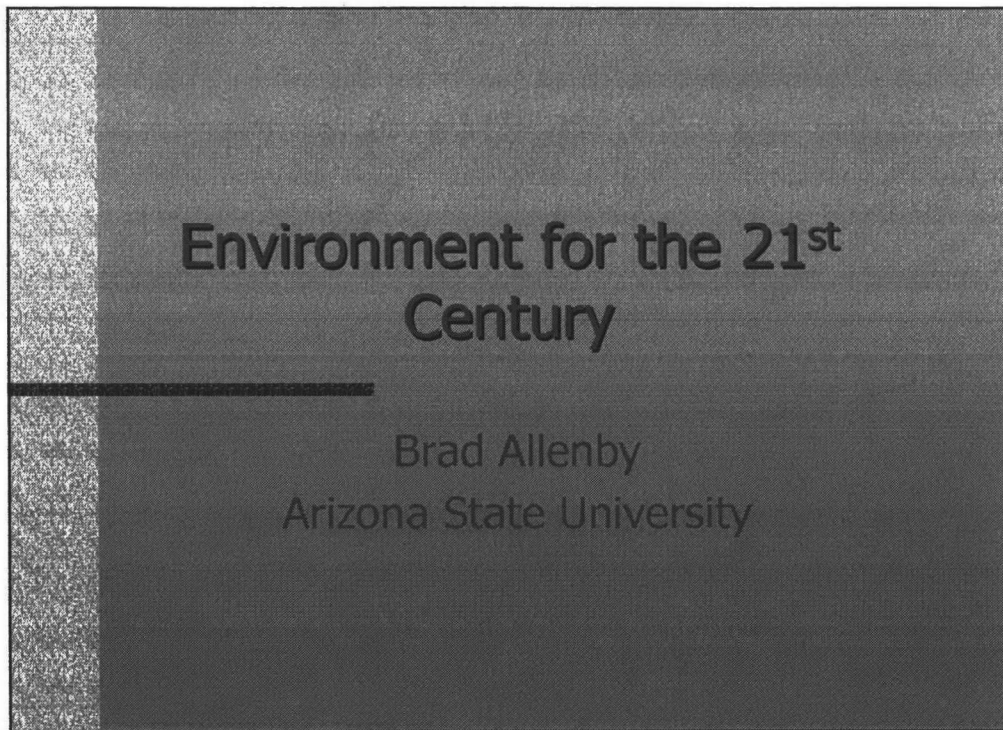 Environment for the 21st
Century
Brad Allenby
Arizona State University